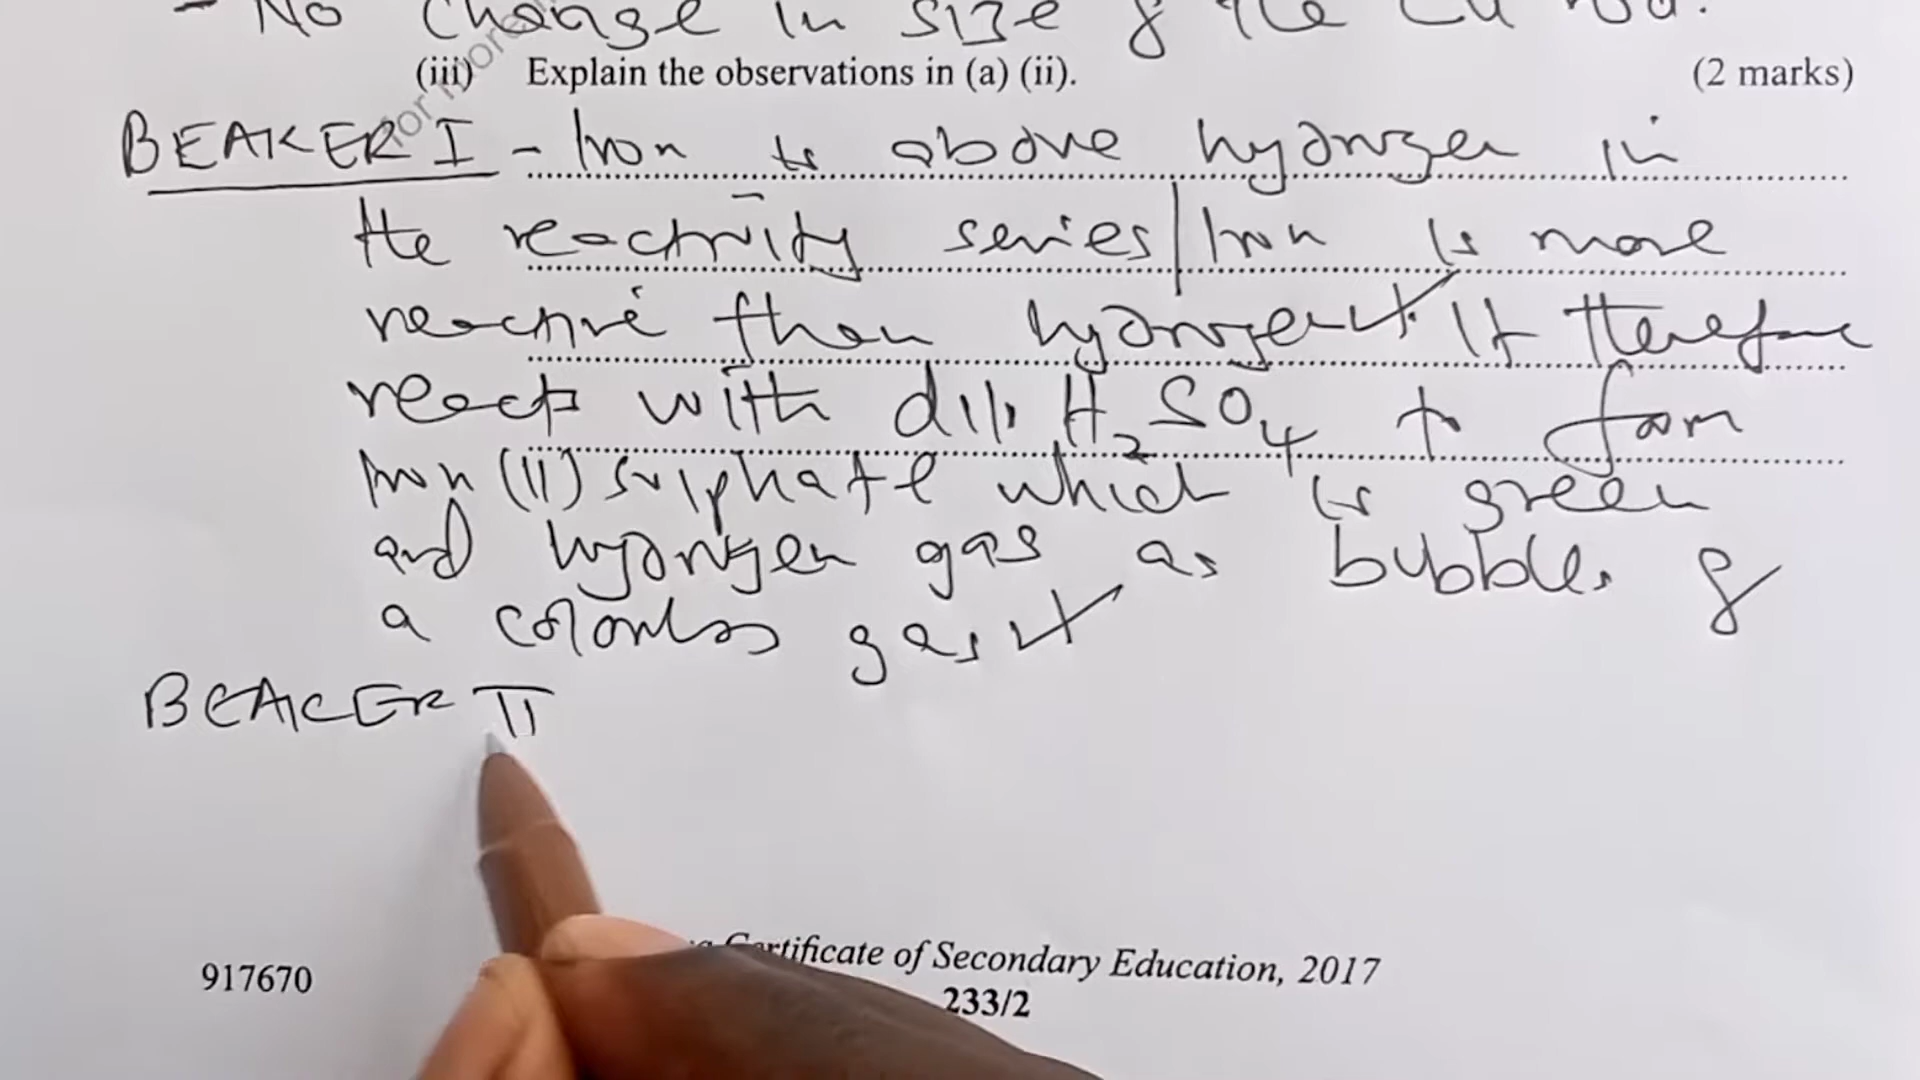 - No change in size of the Cu rod.
(iii) Explain the observations in (a) (ii). (2 marks)
BEAKER I - Iron is above hydrogen in
the reactivity series / Iron is more
reactive than hydrogen ✓. It therefore
reacts with dil. H₂SO₄ to form
Iron (II) sulphate which is green
and hydrogen gas as bubbles of
a colourless gas ✓
BEAKER II
Certificate of Secondary Education, 2017
917670
233/2